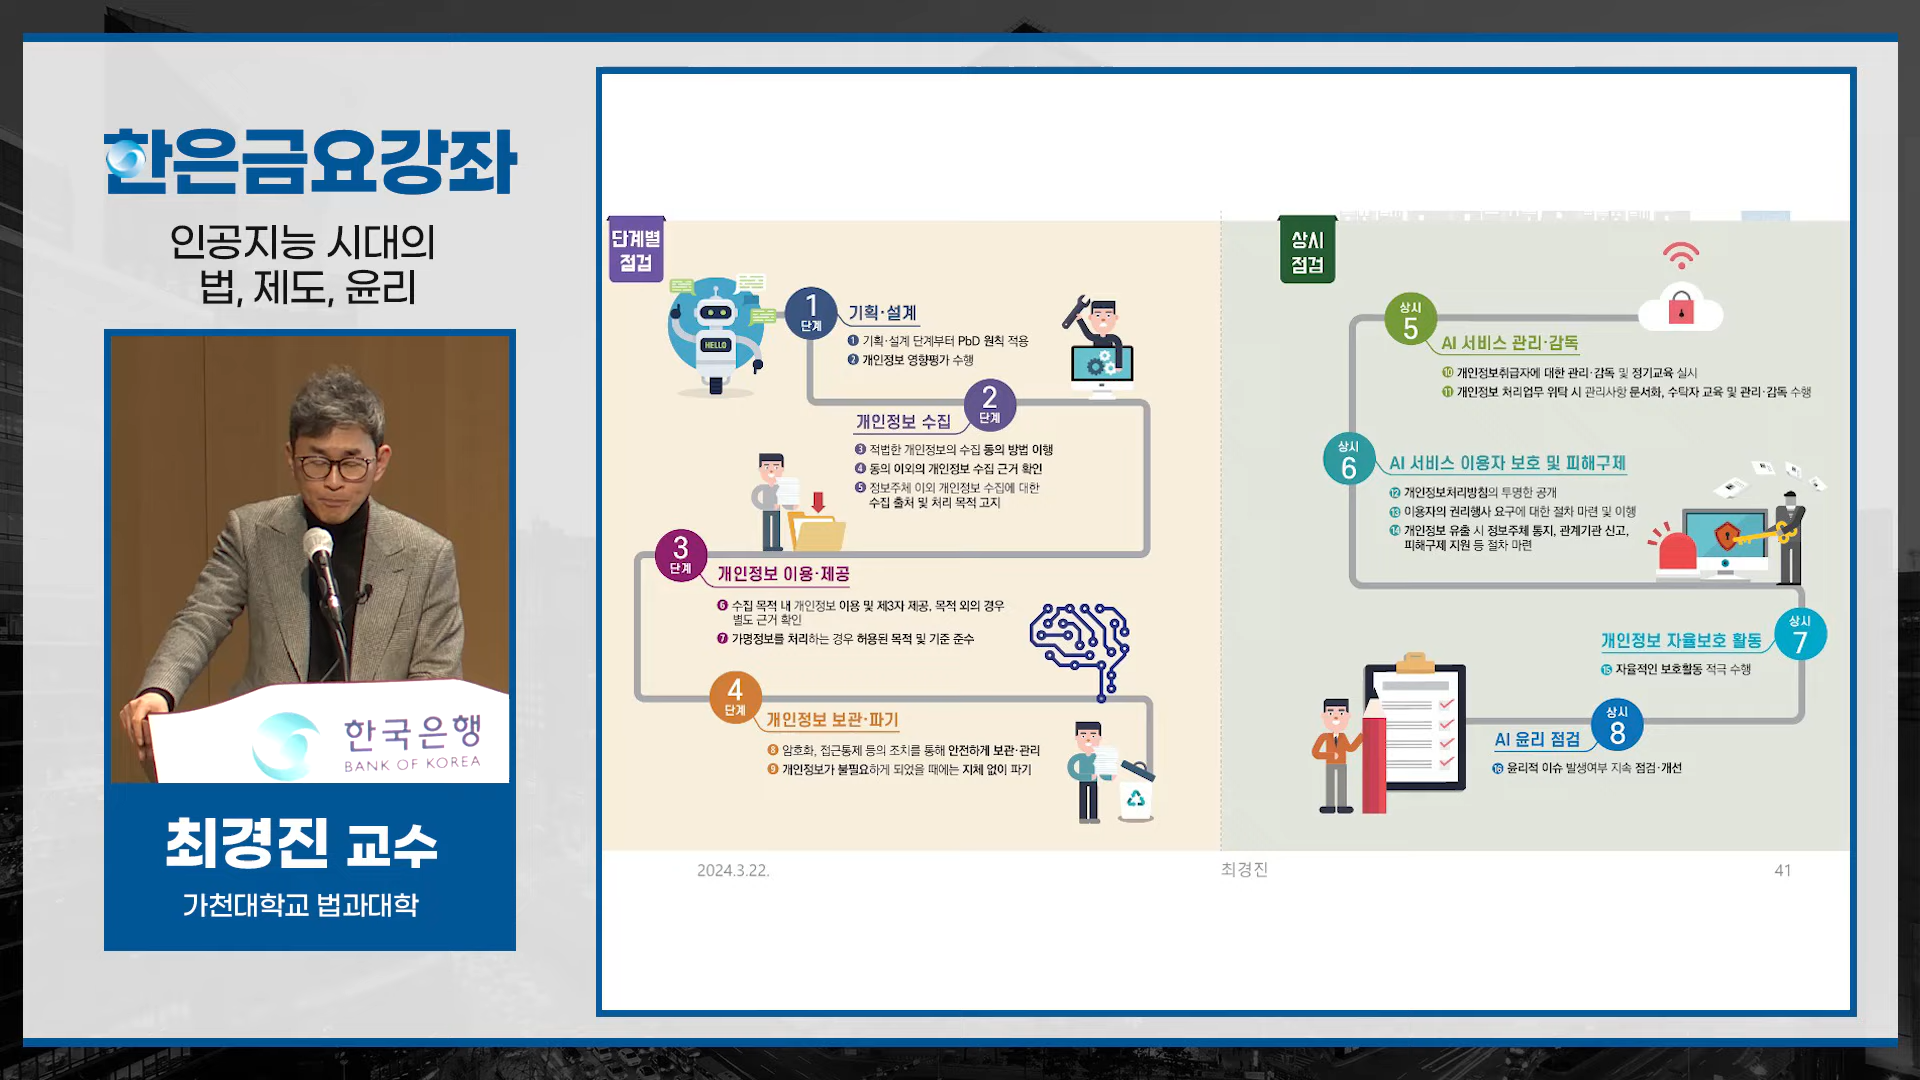 한은금요강좌
인공지능 시대의
법, 제도, 윤리
한국은행
BANK OF KOREA
최경진 교수
가천대학교 법과대학
단계별
점검
HELLO
1
단계
기획·설계
1 기획·설계 단계부터 PbD 원칙 적용
2 개인정보 영향평가 수행
2
단계
개인정보 수집
3 적법한 개인정보의 수집 동의 방법 이행
4 동의 이외의 개인정보 수집 근거 확인
5 정보주체 이외 개인정보 수집에 대한
수집 출처 및 처리 목적 고지
3
단계
개인정보 이용·제공
6 수집 목적 내 개인정보 이용 및 제3자 제공, 목적 외의 경우
별도 근거 확인
7 가명정보를 처리하는 경우 허용된 목적 및 기준 준수
4
단계
개인정보 보관·파기
8 암호화, 접근통제 등의 조치를 통해 안전하게 보관·관리
9 개인정보가 불필요하게 되었을 때에는 지체 없이 파기
상시
점검
상시
5
AI 서비스 관리·감독
10 개인정보취급자에 대한 관리·감독 및 정기교육 실시
11 개인정보 처리업무 위탁 시 관리사항 문서화, 수탁자 교육 및 관리·감독 수행
상시
6
AI 서비스 이용자 보호 및 피해구제
12 개인정보처리방침의 투명한 공개
13 이용자의 권리행사 요구에 대한 절차 마련 및 이행
14 개인정보 유출 시 정보주체 통지, 관계기관 신고,
피해구제 지원 등 절차 마련
상시
7
개인정보 자율보호 활동
15 자율적인 보호활동 적극 수행
상시
8
AI 윤리 점검
16 윤리적 이슈 발생여부 지속 점검·개선
2024.3.22.
최경진
41